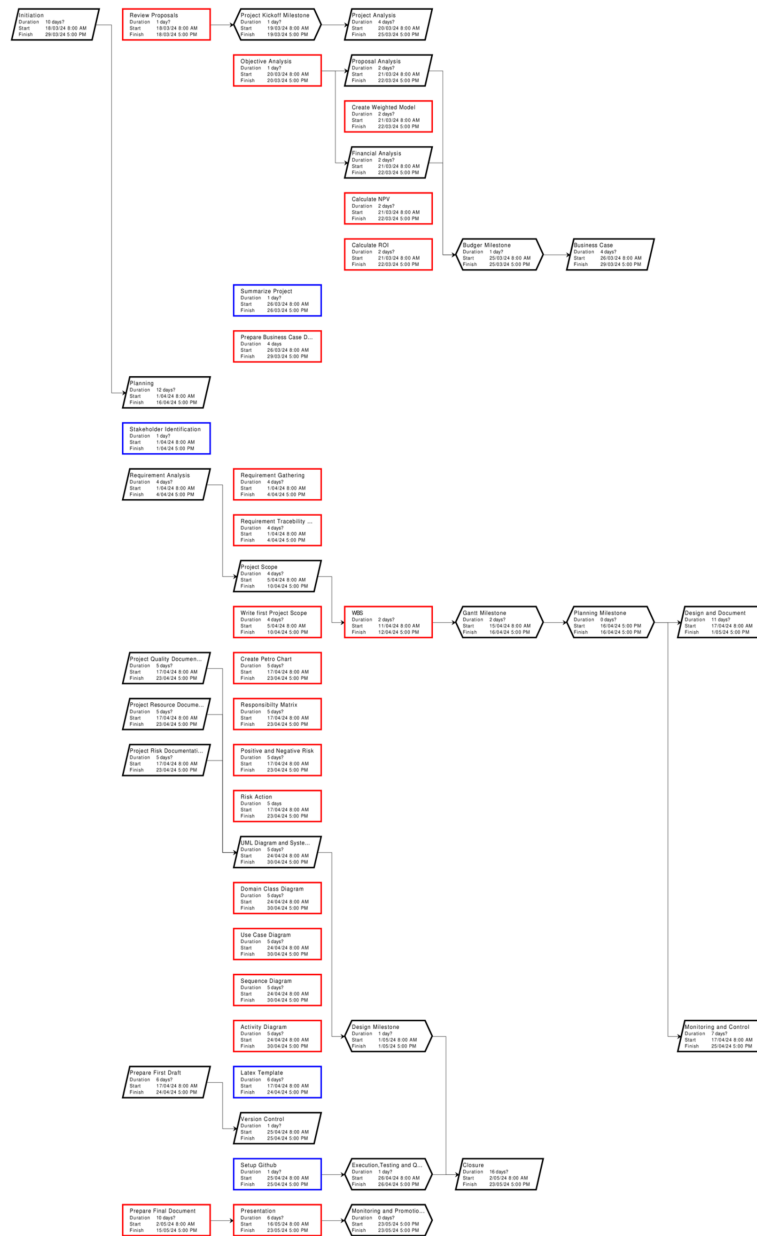 Initiation
Duration 10 days?
Start 18/03/24 8:00 AM
Finish 29/03/24 5:00 PM
Review Proposals
Duration 1 day?
Start 18/03/24 8:00 AM
Finish 18/03/24 5:00 PM
Project Kickoff Milestone
Duration 1 day?
Start 19/03/24 8:00 AM
Finish 19/03/24 5:00 PM
Project Analysis
Duration 4 days?
Start 20/03/24 8:00 AM
Finish 25/03/24 5:00 PM
Objective Analysis
Duration 1 day?
Start 20/03/24 8:00 AM
Finish 20/03/24 5:00 PM
Proposal Analysis
Duration 2 days?
Start 21/03/24 8:00 AM
Finish 22/03/24 5:00 PM
Create Weighted Model
Duration 2 days?
Start 21/03/24 8:00 AM
Finish 22/03/24 5:00 PM
Financial Analysis
Duration 2 days?
Start 21/03/24 8:00 AM
Finish 22/03/24 5:00 PM
Calculate NPV
Duration 2 days?
Start 21/03/24 8:00 AM
Finish 22/03/24 5:00 PM
Calculate ROI
Duration 2 days?
Start 21/03/24 8:00 AM
Finish 22/03/24 5:00 PM
Budger Milestone
Duration 1 day?
Start 25/03/24 8:00 AM
Finish 25/03/24 5:00 PM
Business Case
Duration 4 days?
Start 26/03/24 8:00 AM
Finish 29/03/24 5:00 PM
Summarize Project
Duration 1 day?
Start 26/03/24 8:00 AM
Finish 26/03/24 5:00 PM
Prepare Business Case D...
Duration 4 days
Start 26/03/24 8:00 AM
Finish 29/03/24 5:00 PM
Planning
Duration 12 days?
Start 1/04/24 8:00 AM
Finish 16/04/24 5:00 PM
Stakeholder Identification
Duration 1 day?
Start 1/04/24 8:00 AM
Finish 1/04/24 5:00 PM
Requirement Analysis
Duration 4 days?
Start 1/04/24 8:00 AM
Finish 4/04/24 5:00 PM
Requirement Gathering
Duration 4 days?
Start 1/04/24 8:00 AM
Finish 4/04/24 5:00 PM
Requirement Tracebility ...
Duration 4 days?
Start 1/04/24 8:00 AM
Finish 4/04/24 5:00 PM
Project Scope
Duration 4 days?
Start 5/04/24 8:00 AM
Finish 10/04/24 5:00 PM
Write first Project Scope
Duration 4 days?
Start 5/04/24 8:00 AM
Finish 10/04/24 5:00 PM
WBS
Duration 2 days?
Start 11/04/24 8:00 AM
Finish 12/04/24 5:00 PM
Gantt Milestone
Duration 2 days?
Start 15/04/24 8:00 AM
Finish 16/04/24 5:00 PM
Planning Milestone
Duration 0 days?
Start 16/04/24 5:00 PM
Finish 16/04/24 5:00 PM
Design and Document
Duration 11 days?
Start 17/04/24 8:00 AM
Finish 1/05/24 5:00 PM
Project Quality Documen...
Duration 5 days?
Start 17/04/24 8:00 AM
Finish 23/04/24 5:00 PM
Create Petro Chart
Duration 5 days?
Start 17/04/24 8:00 AM
Finish 23/04/24 5:00 PM
Project Resource Docume...
Duration 5 days?
Start 17/04/24 8:00 AM
Finish 23/04/24 5:00 PM
Responsibilty Matrix
Duration 5 days?
Start 17/04/24 8:00 AM
Finish 23/04/24 5:00 PM
Project Risk Documentati...
Duration 5 days?
Start 17/04/24 8:00 AM
Finish 23/04/24 5:00 PM
Positive and Negative Risk
Duration 5 days?
Start 17/04/24 8:00 AM
Finish 23/04/24 5:00 PM
Risk Action
Duration 5 days
Start 17/04/24 8:00 AM
Finish 23/04/24 5:00 PM
UML Diagram and Syste...
Duration 5 days?
Start 24/04/24 8:00 AM
Finish 30/04/24 5:00 PM
Domain Class Diagram
Duration 5 days?
Start 24/04/24 8:00 AM
Finish 30/04/24 5:00 PM
Use Case Diagram
Duration 5 days?
Start 24/04/24 8:00 AM
Finish 30/04/24 5:00 PM
Sequence Diagram
Duration 5 days?
Start 24/04/24 8:00 AM
Finish 30/04/24 5:00 PM
Activity Diagram
Duration 5 days?
Start 24/04/24 8:00 AM
Finish 30/04/24 5:00 PM
Design Milestone
Duration 1 day?
Start 1/05/24 8:00 AM
Finish 1/05/24 5:00 PM
Monitoring and Control
Duration 7 days?
Start 17/04/24 8:00 AM
Finish 25/04/24 5:00 PM
Prepare First Draft
Duration 6 days?
Start 17/04/24 8:00 AM
Finish 24/04/24 5:00 PM
Latex Template
Duration 6 days?
Start 17/04/24 8:00 AM
Finish 24/04/24 5:00 PM
Version Control
Duration 1 day?
Start 25/04/24 8:00 AM
Finish 25/04/24 5:00 PM
Setup Github
Duration 1 day?
Start 25/04/24 8:00 AM
Finish 25/04/24 5:00 PM
Execution,Testing and Q...
Duration 1 day?
Start 26/04/24 8:00 AM
Finish 26/04/24 5:00 PM
Closure
Duration 16 days?
Start 2/05/24 8:00 AM
Finish 23/05/24 5:00 PM
Prepare Final Document
Duration 10 days?
Start 2/05/24 8:00 AM
Finish 15/05/24 5:00 PM
Presentation
Duration 6 days?
Start 16/05/24 8:00 AM
Finish 23/05/24 5:00 PM
Monitoring and Promotio...
Duration 0 days?
Start 23/05/24 5:00 PM
Finish 23/05/24 5:00 PM